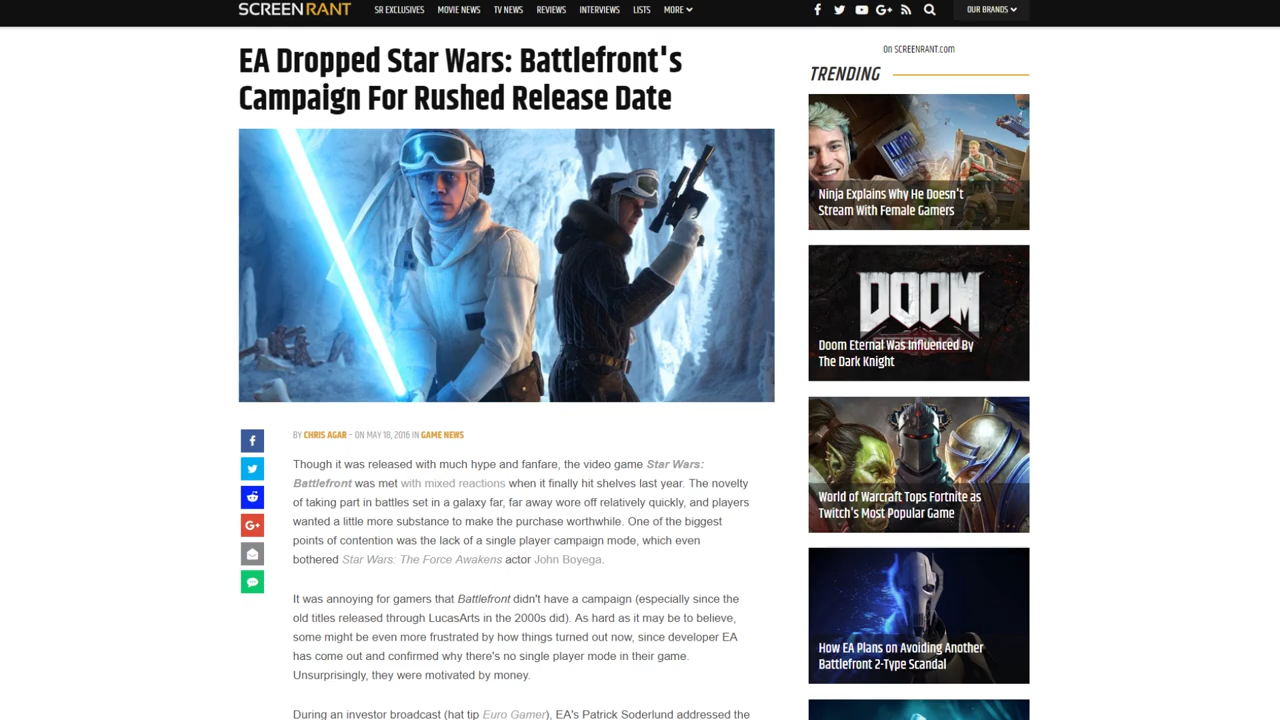 SCREENRANT
SR EXCLUSIVES MOVIE NEWS TV NEWS REVIEWS INTERVIEWS LISTS MORE
OUR BRANDS
EA Dropped Star Wars: Battlefront's
Campaign For Rushed Release Date
BY CHRIS AGAR - ON MAY 18, 2016 IN GAME NEWS
Though it was released with much hype and fanfare, the video game Star Wars:
Battlefront was met with mixed reactions when it finally hit shelves last year. The novelty
of taking part in battles set in a galaxy far, far away wore off relatively quickly, and players
wanted a little more substance to make the purchase worthwhile. One of the biggest
points of contention was the lack of a single player campaign mode, which even
bothered Star Wars: The Force Awakens actor John Boyega.
It was annoying for gamers that Battlefront didn't have a campaign (especially since the
old titles released through LucasArts in the 2000s did). As hard as it may be to believe,
some might be even more frustrated by how things turned out now, since developer EA
has come out and confirmed why there's no single player mode in their game.
Unsurprisingly, they were motivated by money.
During an investor broadcast (hat tip Euro Gamer), EA's Patrick Soderlund addressed the
On SCREENRANT.com
TRENDING
Ninja Explains Why He Doesn't
Stream With Female Gamers
DOOM
Doom Eternal Was Influenced By
The Dark Knight
World of Warcraft Tops Fortnite as
Twitch's Most Popular Game
How EA Plans on Avoiding Another
Battlefront 2-Type Scandal